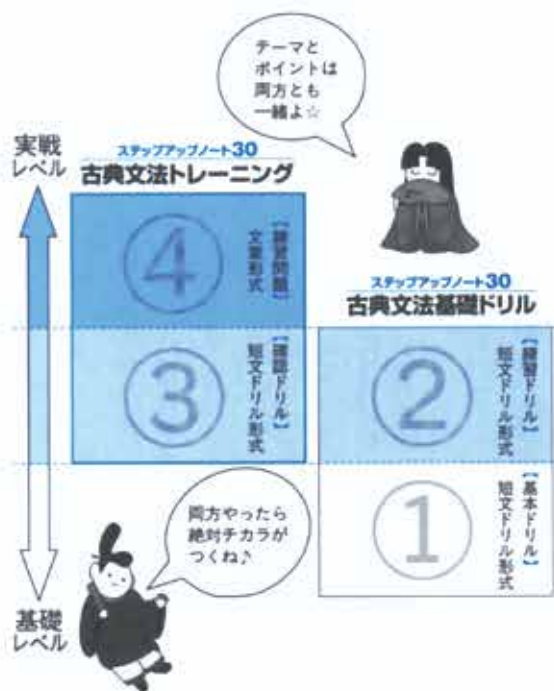 テーマと
ポイントは
両方とも
一緒よ☆
実戦
レベル
ステップアップノート30
古典文法トレーニング
④
【練習問題】
文章形式
ステップアップノート30
古典文法基礎ドリル
③
【確認ドリル】
短文ドリル形式
②
【練習ドリル】
短文ドリル形式
①
【基本ドリル】
短文ドリル形式
両方やったら
絶対チカラが
つくね♪
基礎
レベル